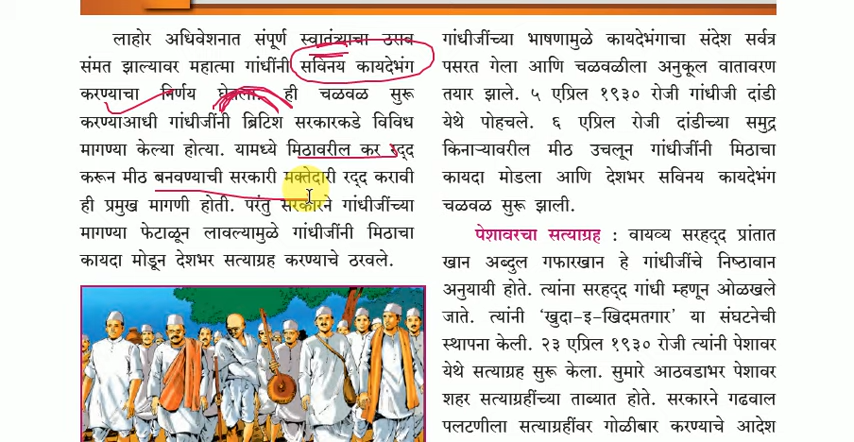 लाहोर अधिवेशनात संपूर्ण स्वातंत्र्याचा ठराव
संमत झाल्यावर महात्मा गांधींनी सविनय कायदेभंग
करण्याचा निर्णय घेतला. ही चळवळ सुरू
करण्याआधी गांधीजींनी ब्रिटिश सरकारकडे विविध
मागण्या केल्या होत्या. यामध्ये मिठावरील कर रद्द
करून मीठ बनवण्याची सरकारी मक्तेदारी रद्द करावी
ही प्रमुख मागणी होती. परंतु सरकारने गांधीजींच्या
मागण्या फेटाळून लावल्यामुळे गांधीजींनी मिठाचा
कायदा मोडून देशभर सत्याग्रह करण्याचे ठरवले.
गांधीजींच्या भाषणामुळे कायदेभंगाचा संदेश सर्वत्र
पसरत गेला आणि चळवळीला अनुकूल वातावरण
तयार झाले. ५ एप्रिल १९३० रोजी गांधीजी दांडी
येथे पोहचले. ६ एप्रिल रोजी दांडीच्या समुद्र
किनाऱ्यावरील मीठ उचलून गांधीजींनी मिठाचा
कायदा मोडला आणि देशभर सविनय कायदेभंग
चळवळ सुरू झाली.
पेशावरचा सत्याग्रह : वायव्य सरहद्द प्रांतात
खान अब्दुल गफारखान हे गांधीजींचे निष्ठावान
अनुयायी होते. त्यांना सरहद्द गांधी म्हणून ओळखले
जाते. त्यांनी ‘खुदा-इ-खिदमतगार’ या संघटनेची
स्थापना केली. २३ एप्रिल १९३० रोजी त्यांनी पेशावर
येथे सत्याग्रह सुरू केला. सुमारे आठवडाभर पेशावर
शहर सत्याग्रहींच्या ताब्यात होते. सरकारने गढवाल
पलटणीला सत्याग्रहींवर गोळीबार करण्याचे आदेश